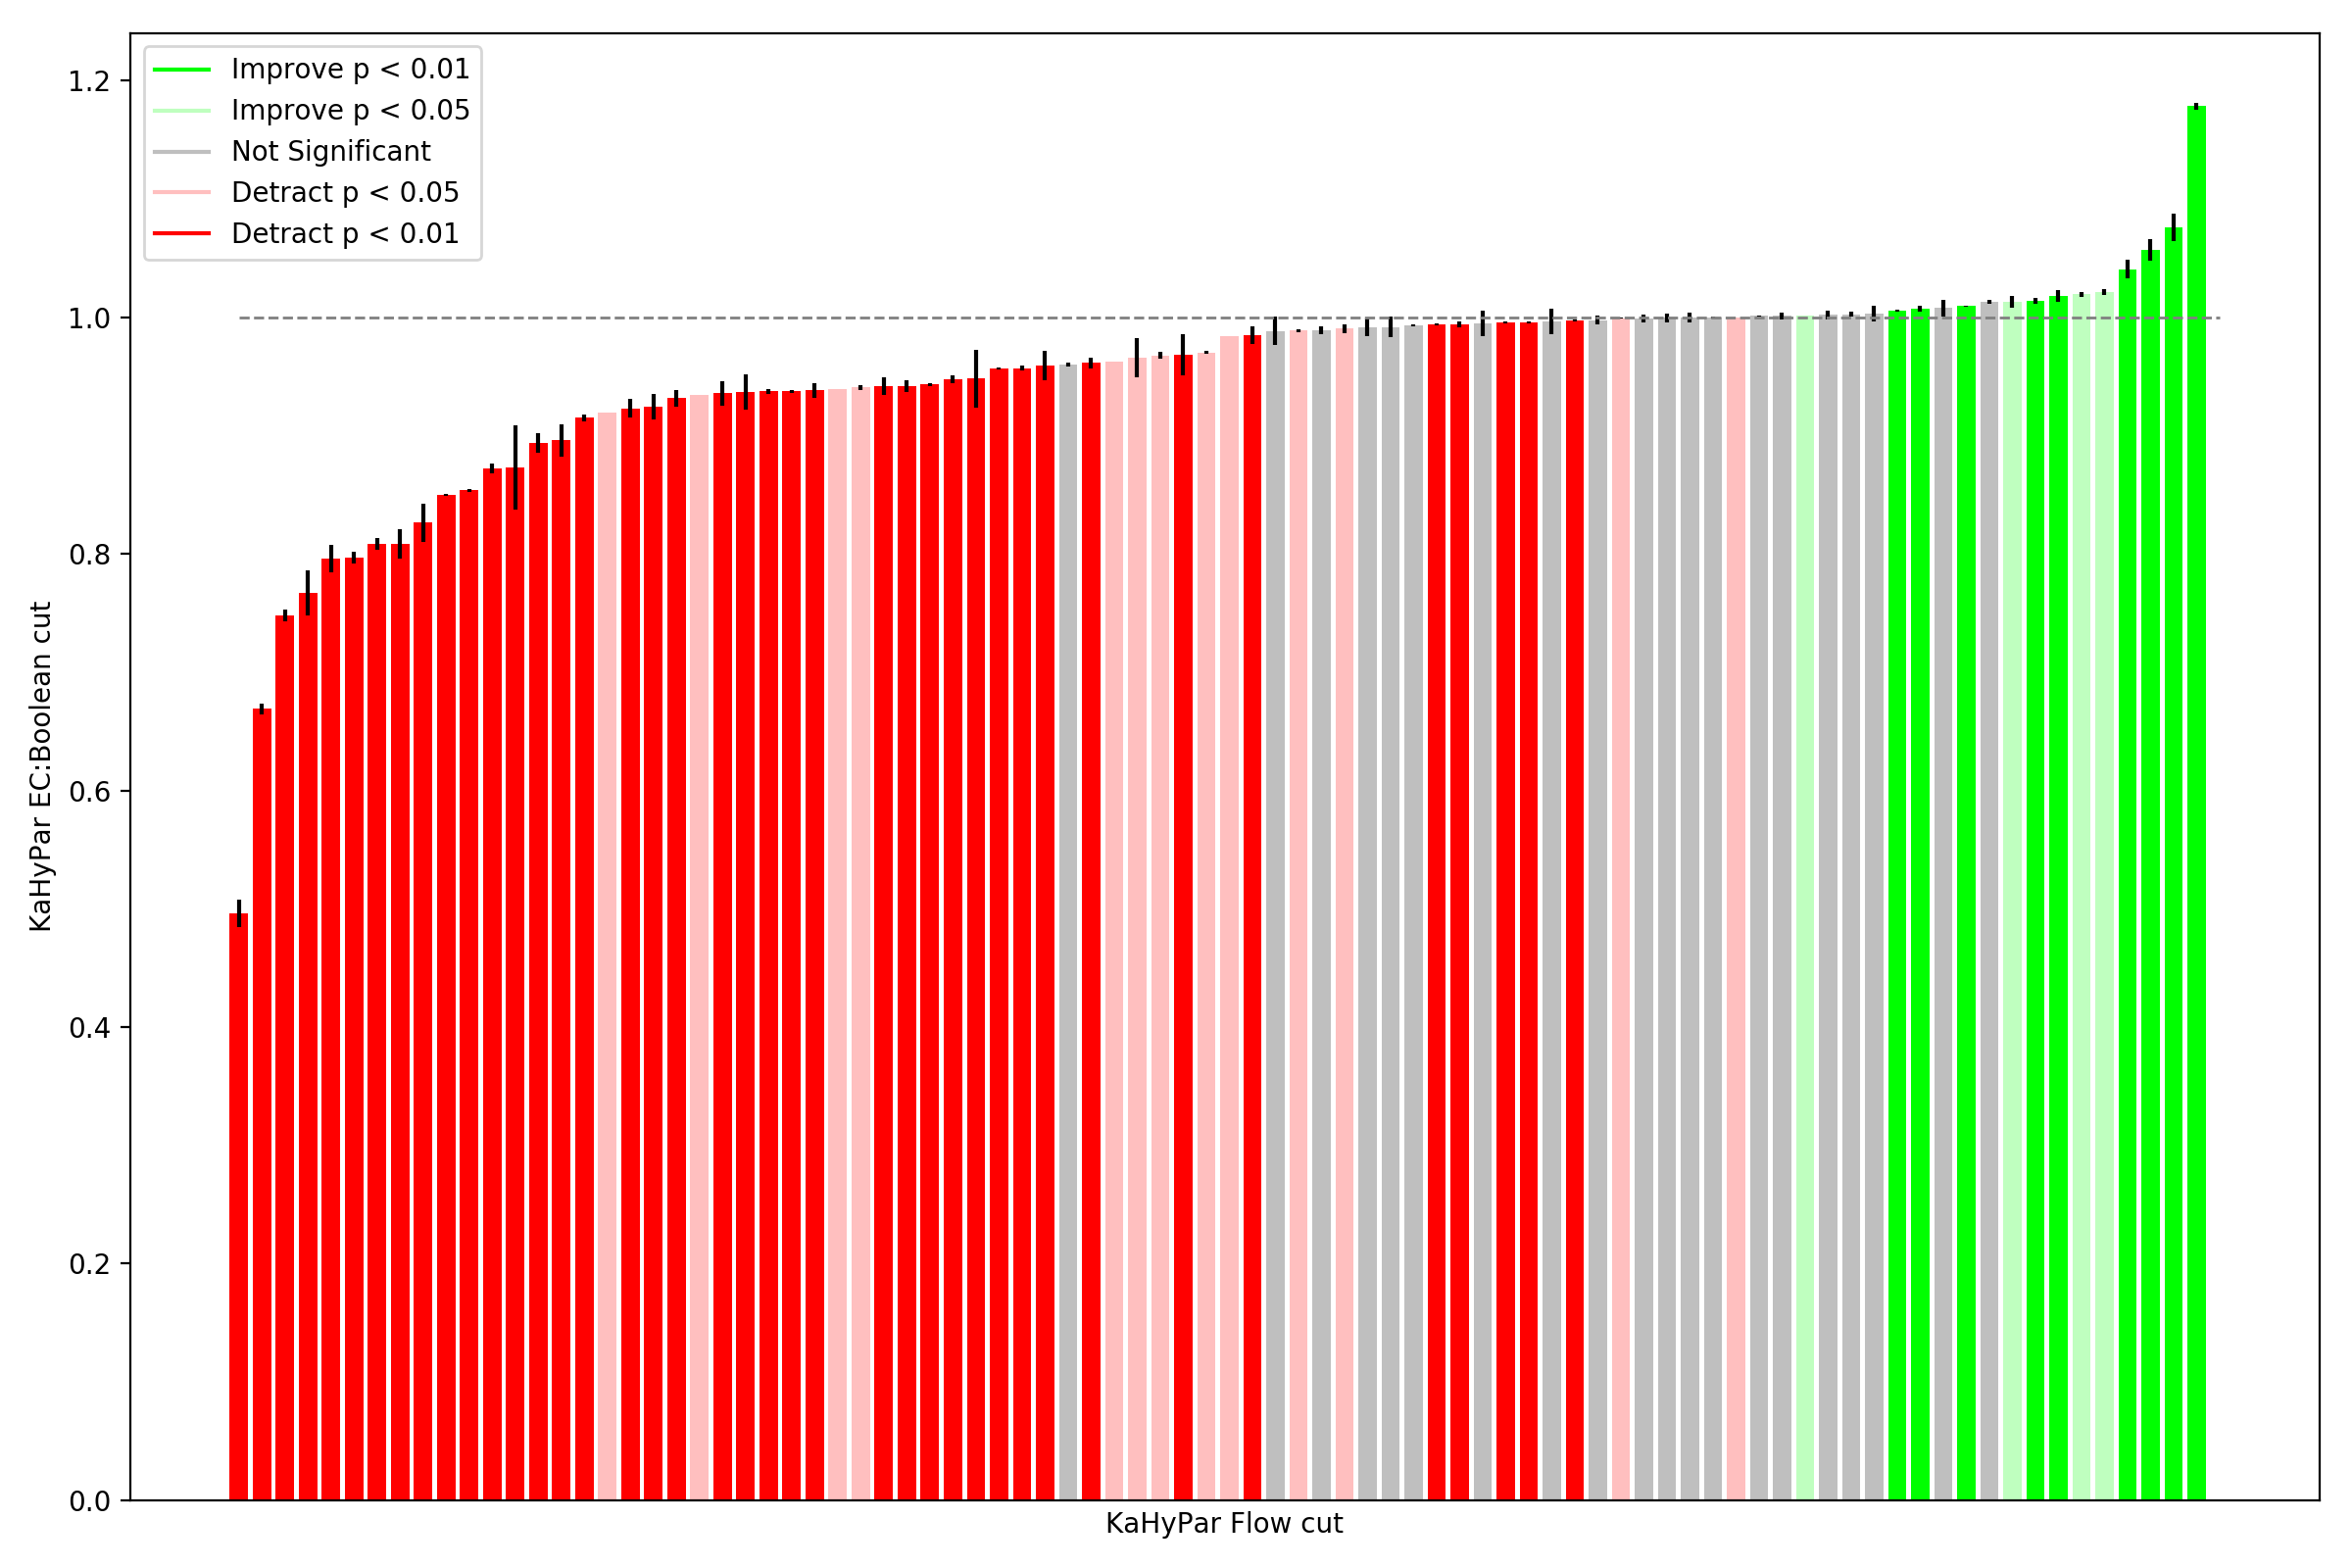 Improve p < 0.01
Improve p < 0.05
Not Significant
Detract p < 0.05
Detract p < 0.01
1.2
1.0
0.8
0.6
0.4
0.2
0.0
KaHyPar EC:Boolean cut
KaHyPar Flow cut